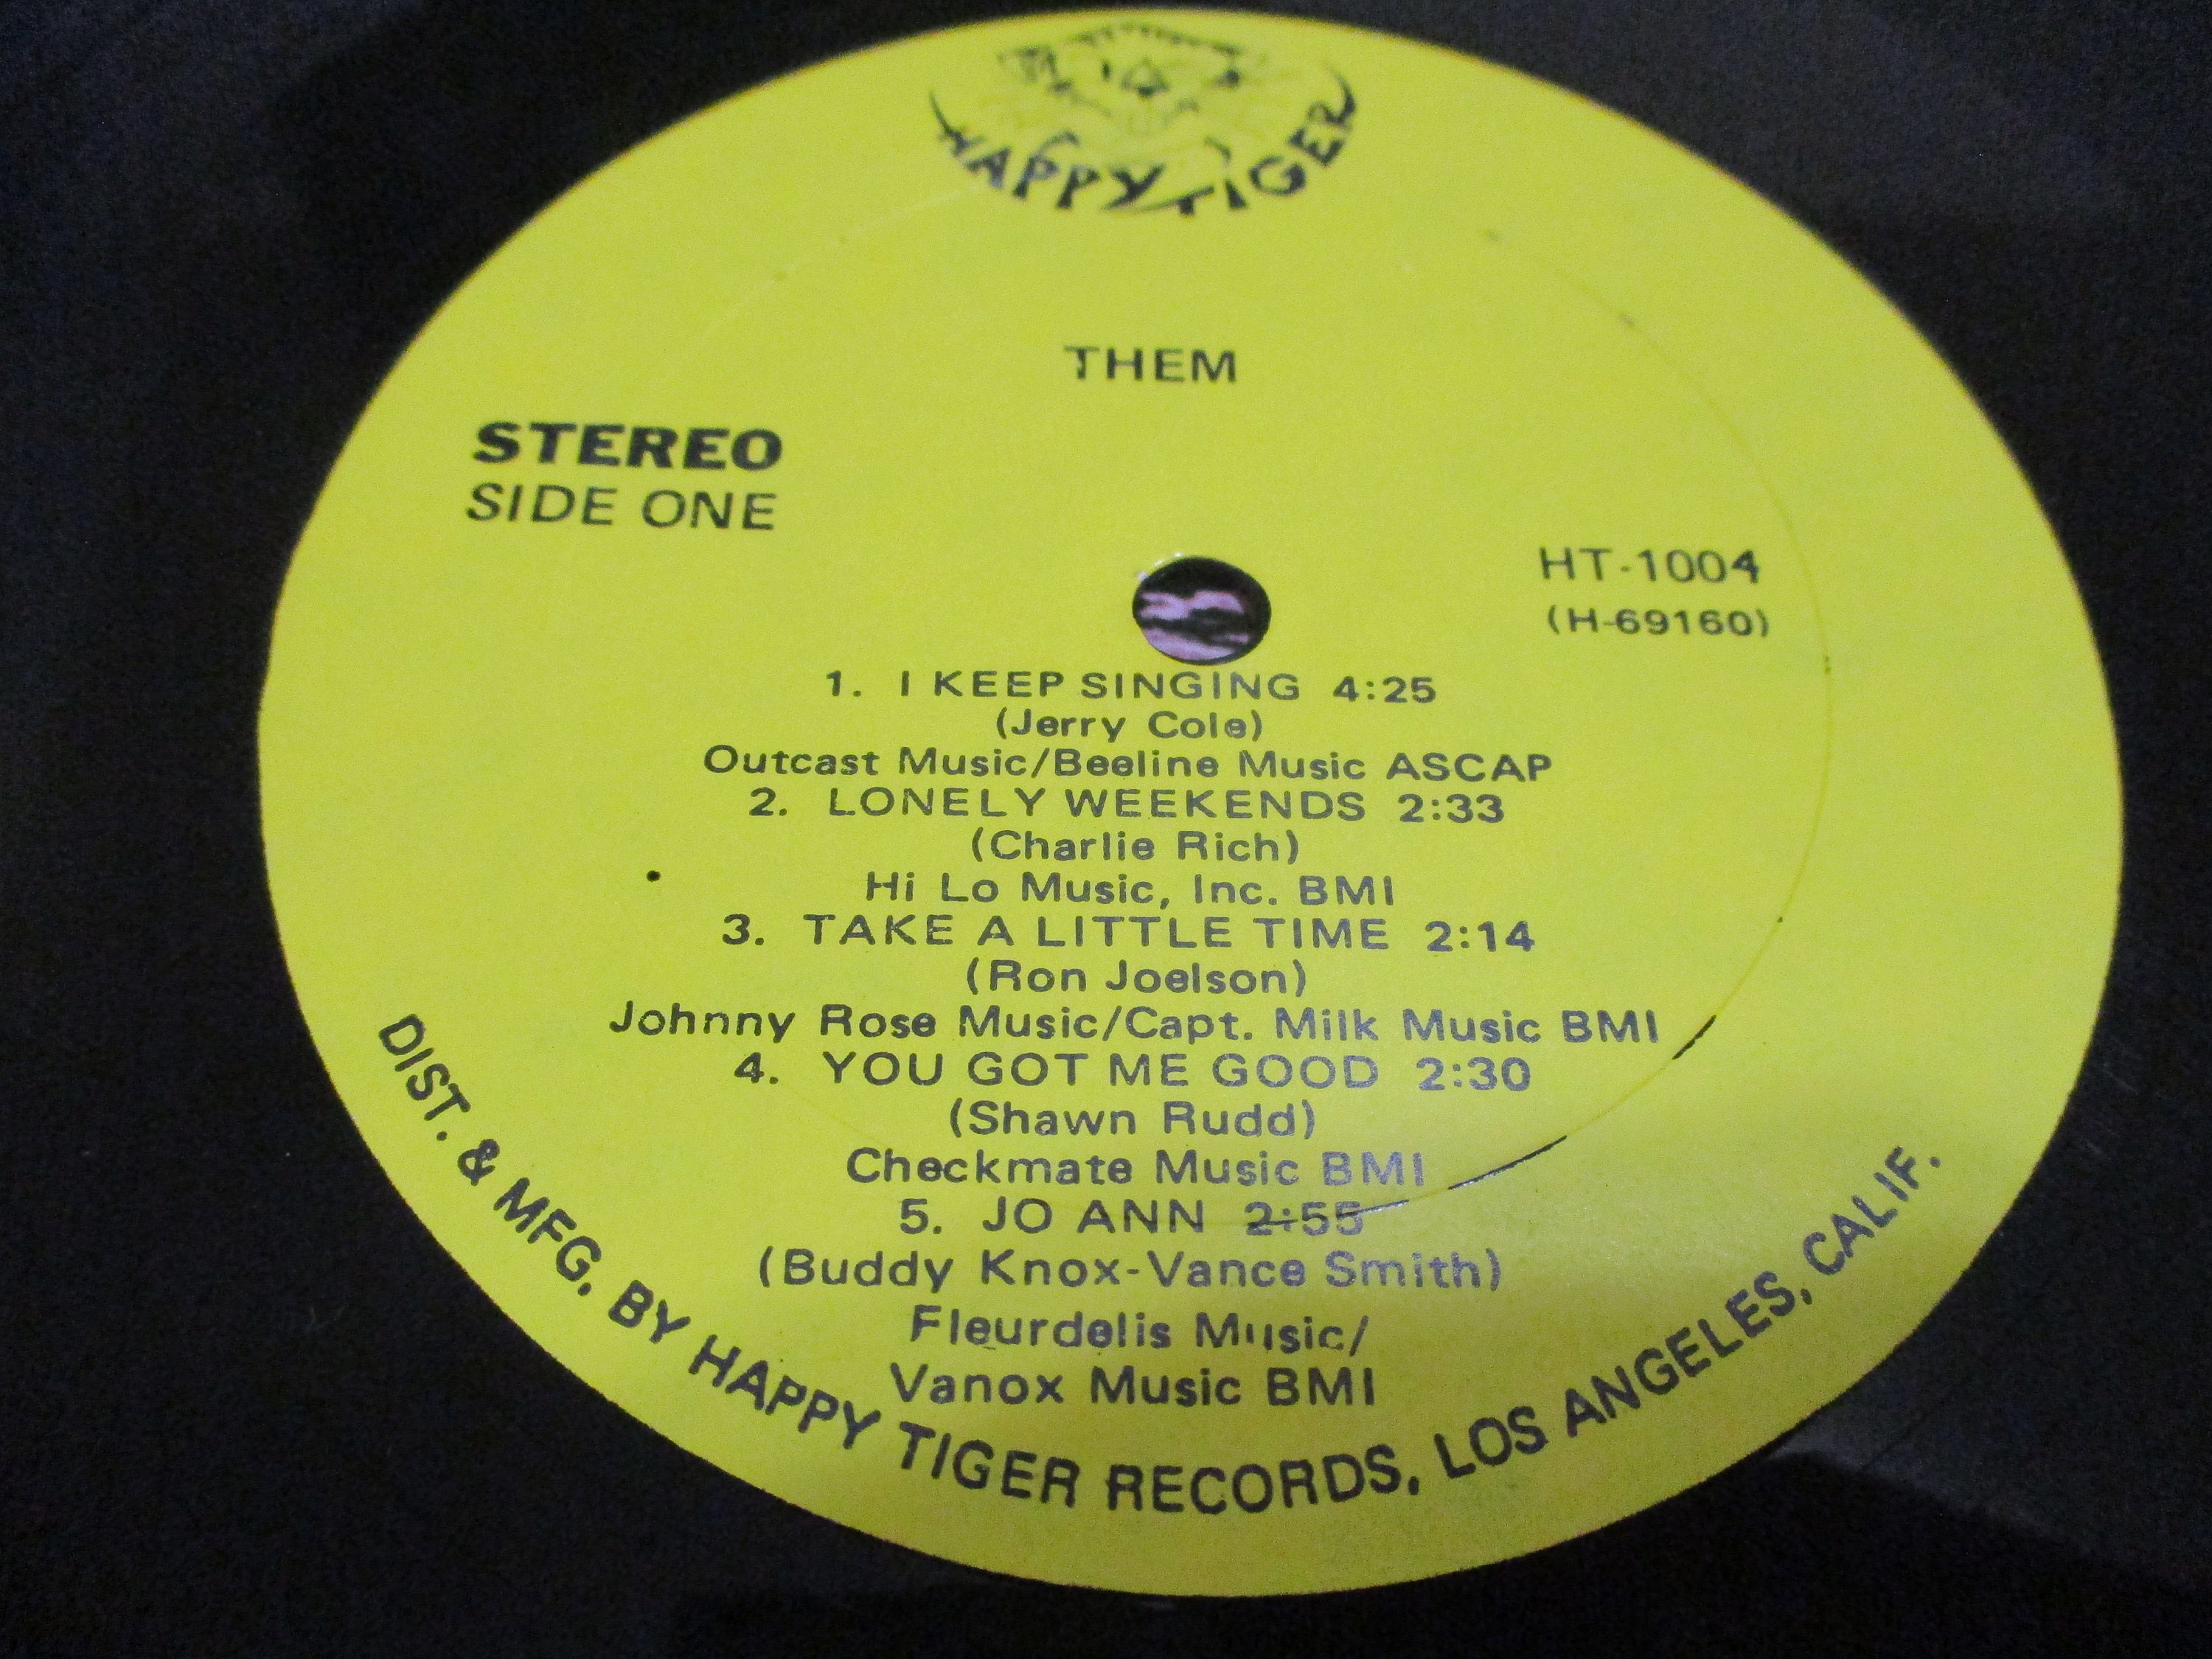 HAPPY TIGER
THEM
STEREO
SIDE ONE
HT-1004
(H-69160)
1. I KEEP SINGING 4:25
(Jerry Cole)
Outcast Music/Beeline Music ASCAP
2. LONELY WEEKENDS 2:33
(Charlie Rich)
Hi Lo Music, Inc. BMI
3. TAKE A LITTLE TIME 2:14
(Ron Joelson)
Johnny Rose Music/Capt. Milk Music BMI
4. YOU GOT ME GOOD 2:30
(Shawn Rudd)
Checkmate Music BMI
5. JO ANN 2:55
(Buddy Knox-Vance Smith)
Fleurdelis Music/
Vanox Music BMI
DIST. & MFG. BY HAPPY TIGER RECORDS, LOS ANGELES, CALIF.